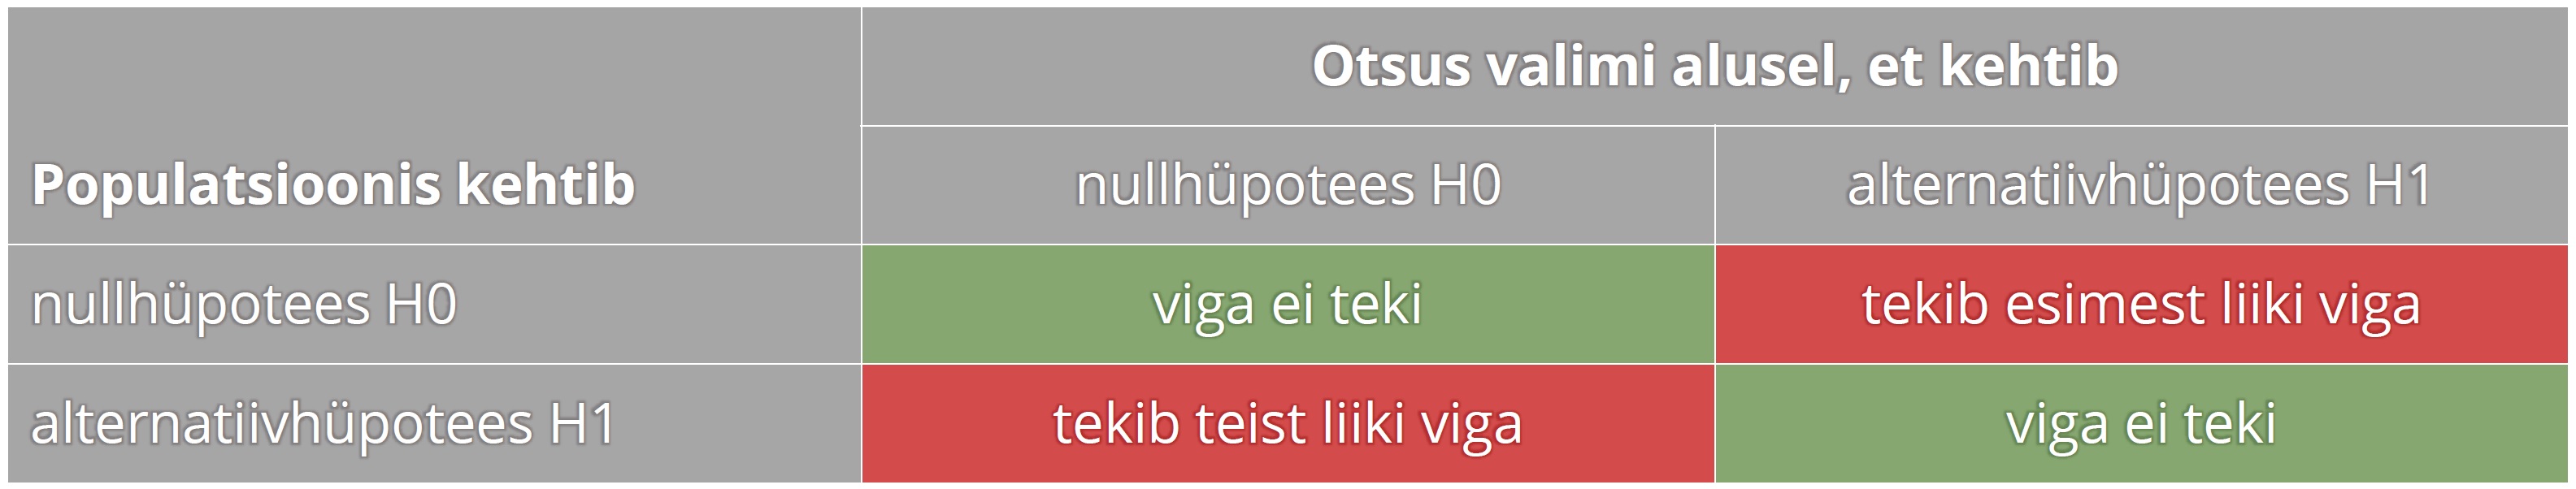 Otsus valimi alusel, et kehtib
Populatsioonis kehtib
nullhüpotees H0
alternatiivhüpotees H1
nullhüpotees H0
viga ei teki
tekib esimest liiki viga
alternatiivhüpotees H1
tekib teist liiki viga
viga ei teki